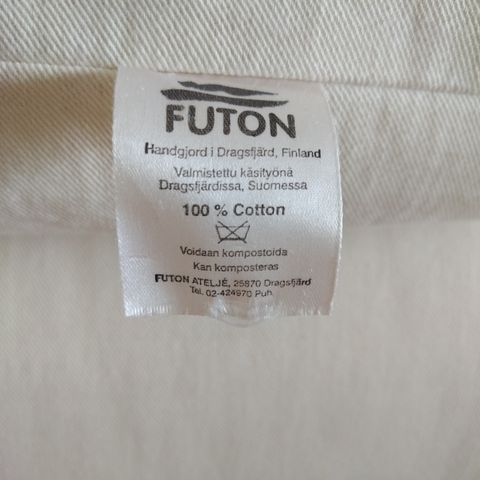 FUTON
Handgjord i Dragsfjärd, Finland
Valmistettu käsityönä
Dragsfjärdissa, Suomessa
100 % Cotton
Voidaan kompostoida
Kan komposteras
FUTON ATELJÉ, 25870 Dragsfjärd
Tel. 02-424970 Puh.